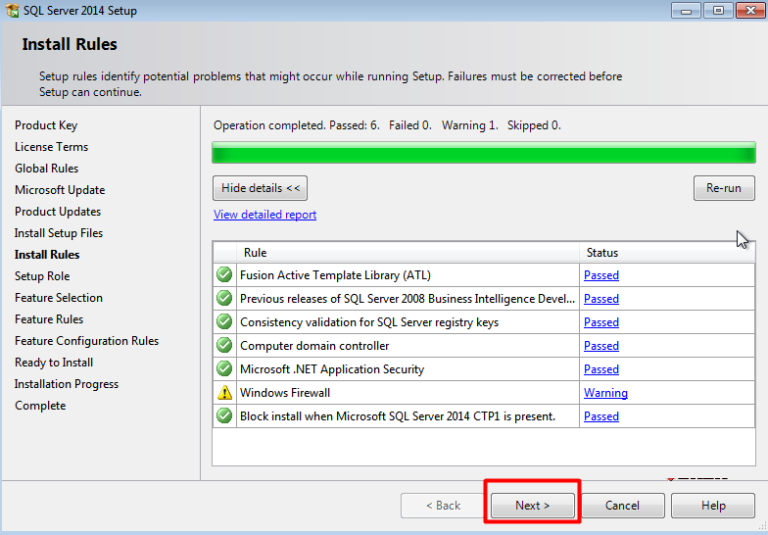 SQL Server 2014 Setup
Install Rules
Setup rules identify potential problems that might occur while running Setup. Failures must be corrected before
Setup can continue.
Product Key
License Terms
Global Rules
Microsoft Update
Product Updates
Install Setup Files
Install Rules
Setup Role
Feature Selection
Feature Rules
Feature Configuration Rules
Ready to Install
Installation Progress
Complete
Operation completed. Passed: 6. Failed 0. Warning 1. Skipped 0.
Hide details <<
Re-run
View detailed report
Rule Status
Fusion Active Template Library (ATL) Passed
Previous releases of SQL Server 2008 Business Intelligence Devel... Passed
Consistency validation for SQL Server registry keys Passed
Computer domain controller Passed
Microsoft .NET Application Security Passed
Windows Firewall Warning
Block install when Microsoft SQL Server 2014 CTP1 is present. Passed
< Back Next > Cancel Help